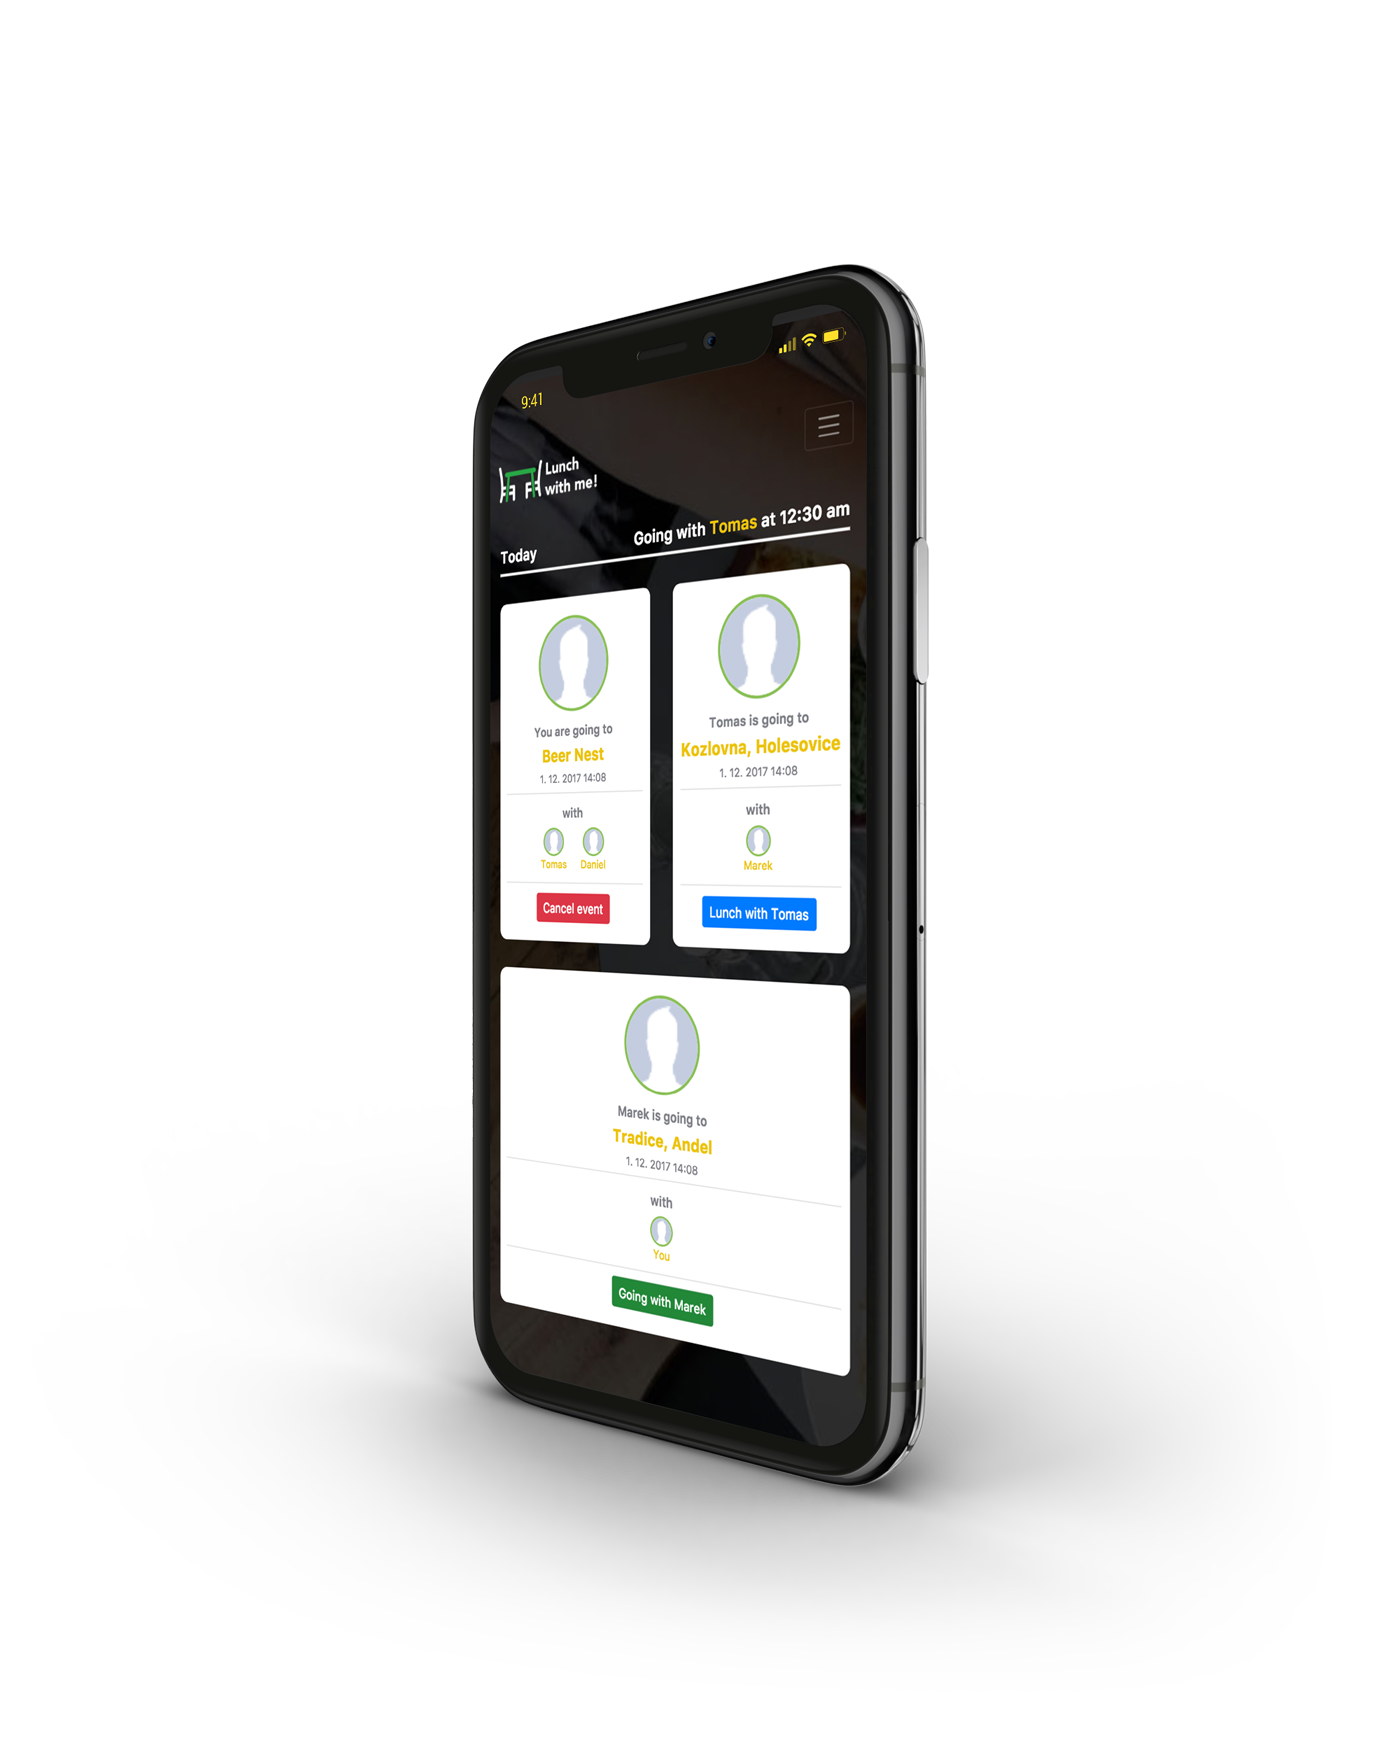 9:41
Lunch
with me!
Today
Going with Tomas at 12:30 am
You are going to
Beer Nest
1. 12. 2017 14:08
with
Tomas Daniel
Cancel event
Tomas is going to
Kozlovna, Holesovice
1. 12. 2017 14:08
with
Marek
Lunch with Tomas
Marek is going to
Tradice, Andel
1. 12. 2017 14:08
with
You
Going with Marek